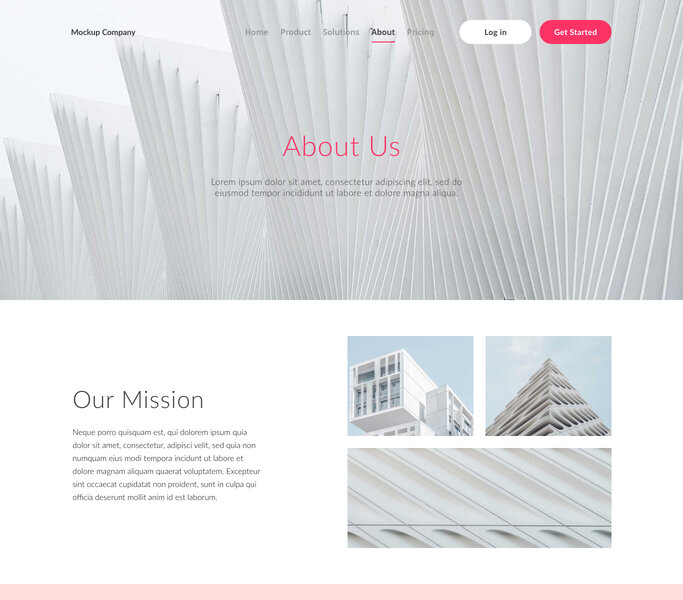 Mockup Company
Home Product Solutions About Pricing Log in Get Started
About Us
Lorem ipsum dolor sit amet, consectetur adipiscing elit, sed do
eiusmod tempor incididunt ut labore et dolore magna aliqua.
Our Mission
Neque porro quisquam est, qui dolorem ipsum quia
dolor sit amet, consectetur, adipisci velit, sed quia non
numquam eius modi tempora incidunt ut labore et
dolore magnam aliquam quaerat voluptatem. Excepteur
sint occaecat cupidatat non proident, sunt in culpa qui
officia deserunt mollit anim id est laborum.